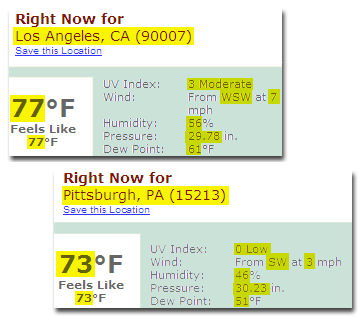 Right Now for
Los Angeles, CA (90007)
Save this Location
77°F
Feels Like
77°F
UV Index: 3 Moderate
Wind: From WSW at 7
mph
Humidity: 56%
Pressure: 29.78 in.
Dew Point: 61°F
Right Now for
Pittsburgh, PA (15213)
Save this Location
73°F
Feels Like
73°F
UV Index: 0 Low
Wind: From SW at 3 mph
Humidity: 46%
Pressure: 30.23 in.
Dew Point: 51°F